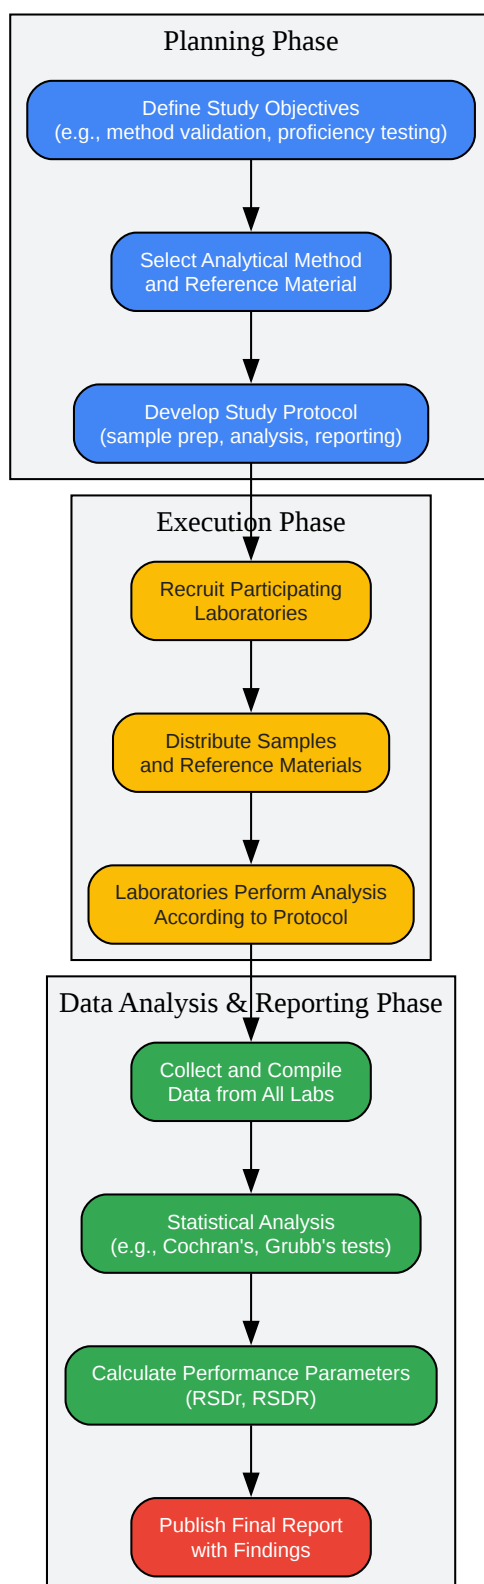 Planning Phase
Define Study Objectives
(e.g., method validation, proficiency testing)
Select Analytical Method
and Reference Material
Develop Study Protocol
(sample prep, analysis, reporting)
Execution Phase
Recruit Participating
Laboratories
Distribute Samples
and Reference Materials
Laboratories Perform Analysis
According to Protocol
Data Analysis & Reporting Phase
Collect and Compile
Data from All Labs
Statistical Analysis
(e.g., Cochran's, Grubb's tests)
Calculate Performance Parameters
(RSDr, RSDR)
Publish Final Report
with Findings